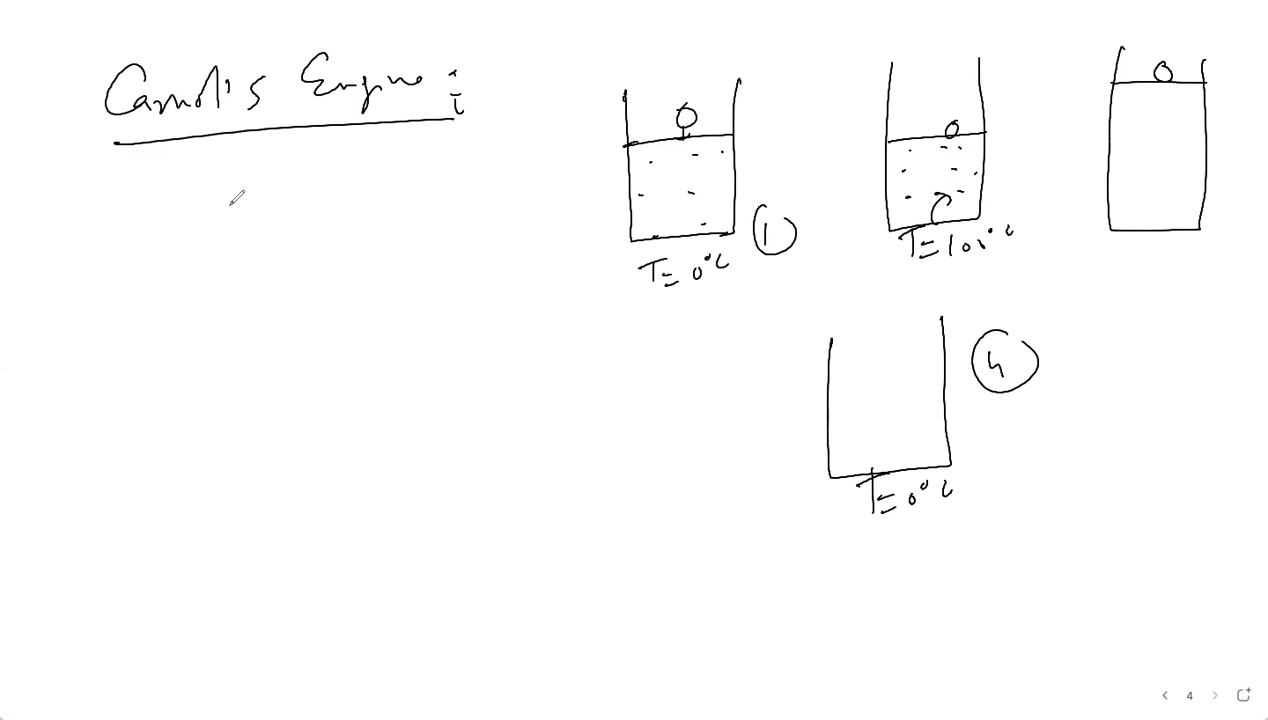 Carnot's Engine :
T = 0°C
1
T = 100°C
4
T = 0°C
4